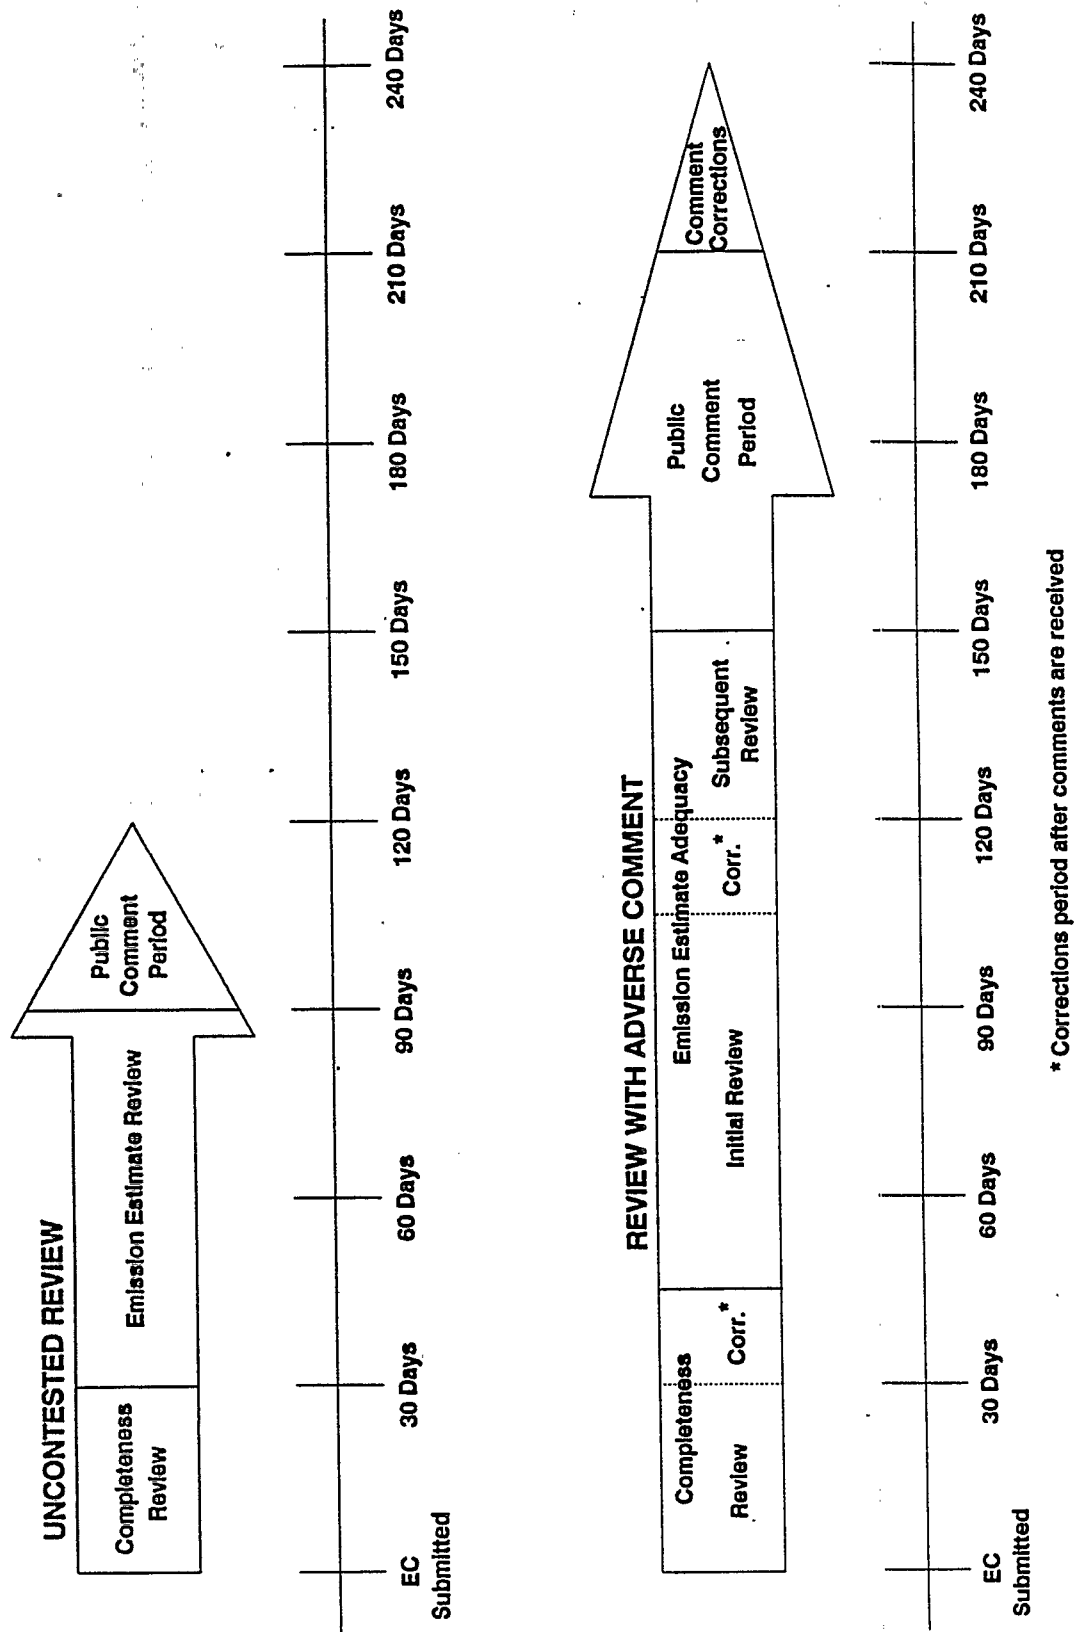 UNCONTESTED REVIEW
Completeness
Review
Emission Estimate Review
Public
Comment
Period
EC
Submitted
30 Days
60 Days
90 Days
120 Days
150 Days
180 Days
210 Days
240 Days
REVIEW WITH ADVERSE COMMENT
Completeness
Review
Corr.*
Emission Estimate Adequacy
Initial Review
Corr.*
Subsequent
Review
Public
Comment
Period
Comment
Corrections
EC
Submitted
30 Days
60 Days
90 Days
120 Days
150 Days
180 Days
210 Days
240 Days
* Corrections period after comments are received